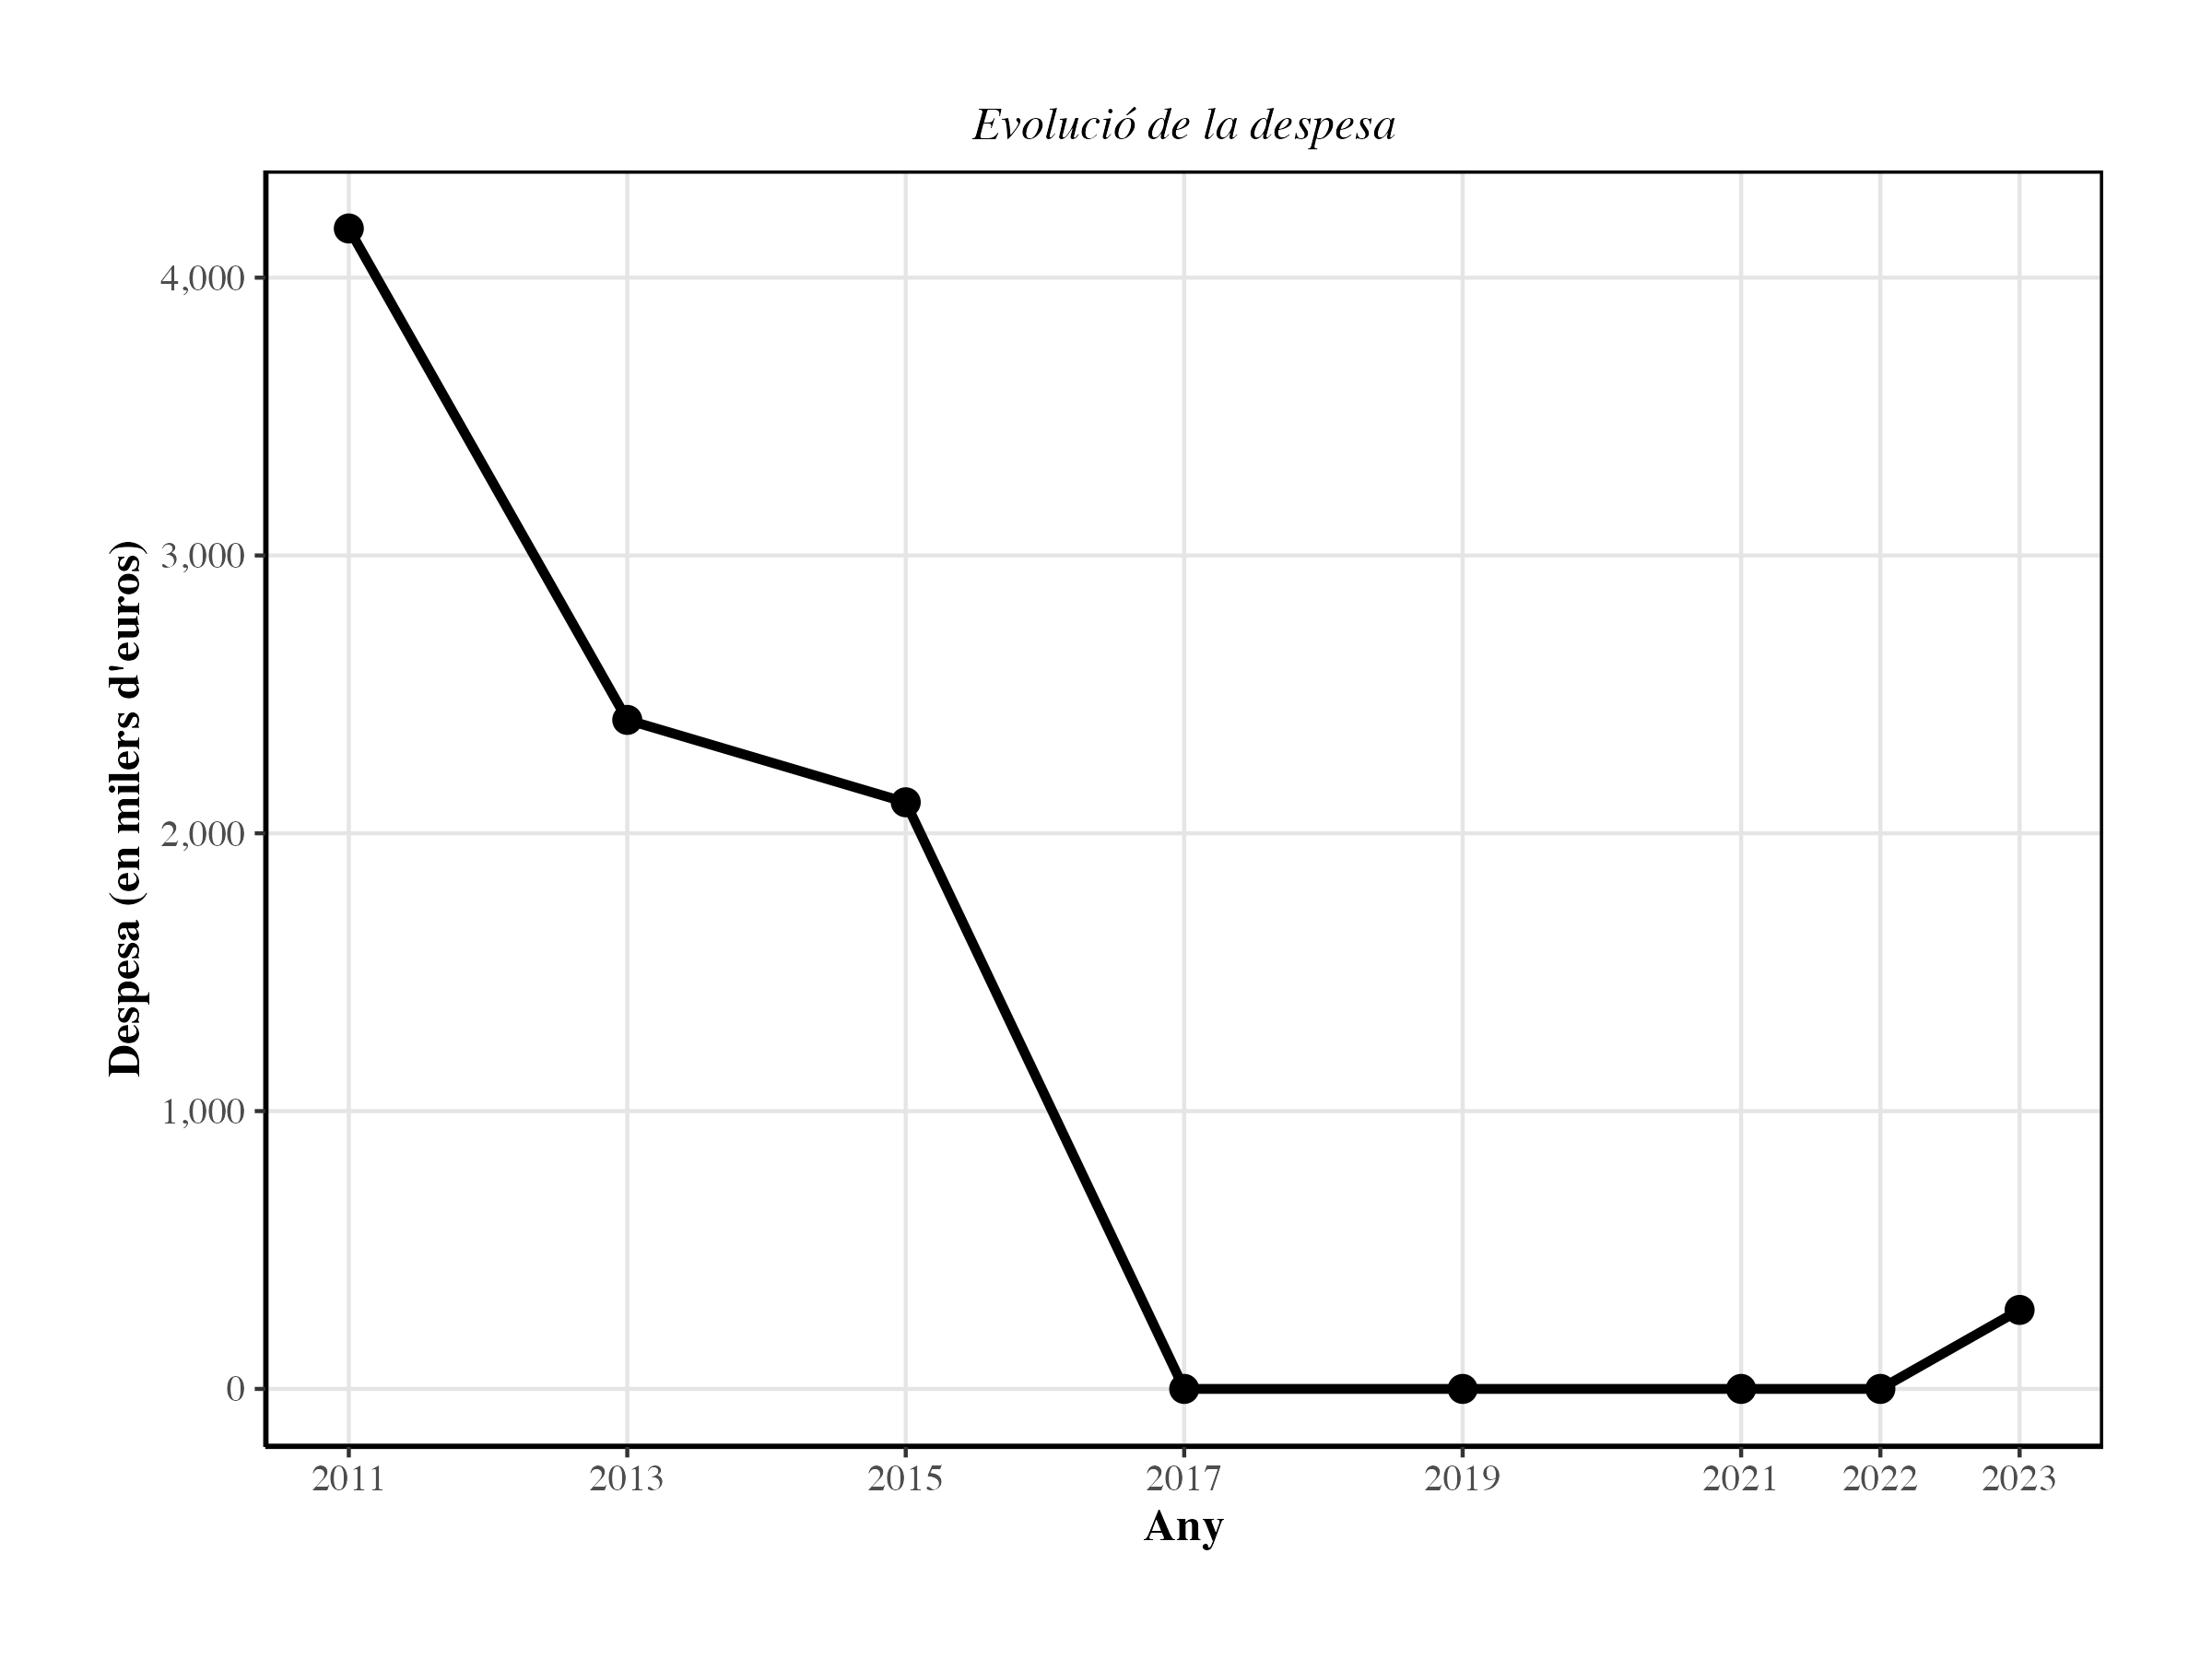 Evolució de la despesa
Despesa (en milers d'euros)
4,000
3,000
2,000
1,000
0
2011 2013 2015 2017 2019 2021 2022 2023
Any